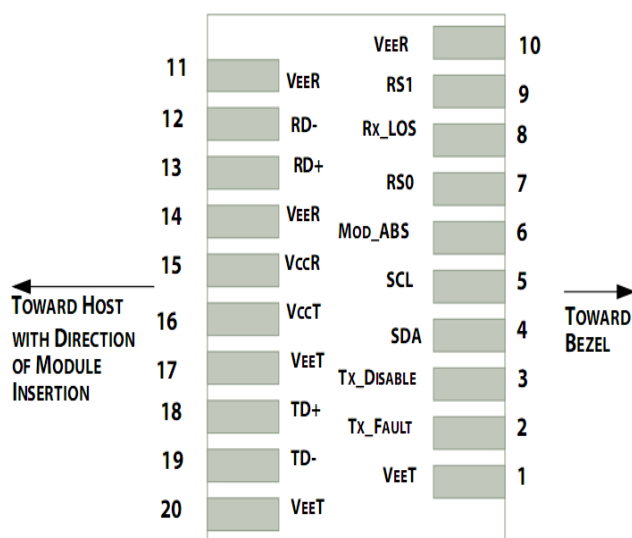 VEER 10
11 VEER
RS1 9
12 RD-
Rx_LOS 8
13 RD+
RS0 7
14 VEER
MOD_ABS 6
15 VCCR
SCL 5
16 VCCT
SDA 4
17 VEET
TX_DISABLE 3
18 TD+
TX_FAULT 2
19 TD-
VEET 1
20 VEET
TOWARD HOST
WITH DIRECTION
OF MODULE
INSERTION
TOWARD
BEZEL